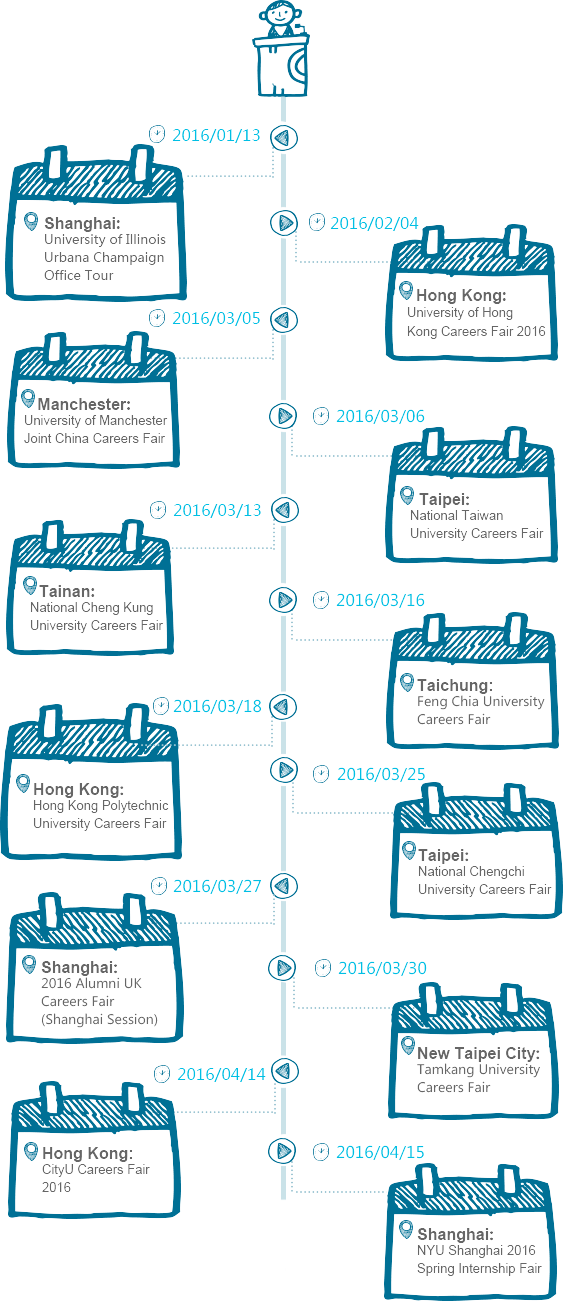 2016/01/13
Shanghai:
University of Illinois
Urbana Champaign
Office Tour
2016/02/04
Hong Kong:
University of Hong
Kong Careers Fair 2016
2016/03/05
Manchester:
University of Manchester
Joint China Careers Fair
2016/03/06
Taipei:
National Taiwan
University Careers Fair
2016/03/13
Tainan:
National Cheng Kung
University Careers Fair
2016/03/16
Taichung:
Feng Chia University
Careers Fair
2016/03/18
Hong Kong:
Hong Kong Polytechnic
University Careers Fair
2016/03/25
Taipei:
National Chengchi
University Careers Fair
2016/03/27
Shanghai:
2016 Alumni UK
Careers Fair
(Shanghai Session)
2016/03/30
New Taipei City:
Tamkang University
Careers Fair
2016/04/14
Hong Kong:
CityU Careers Fair
2016
2016/04/15
Shanghai:
NYU Shanghai 2016
Spring Internship Fair